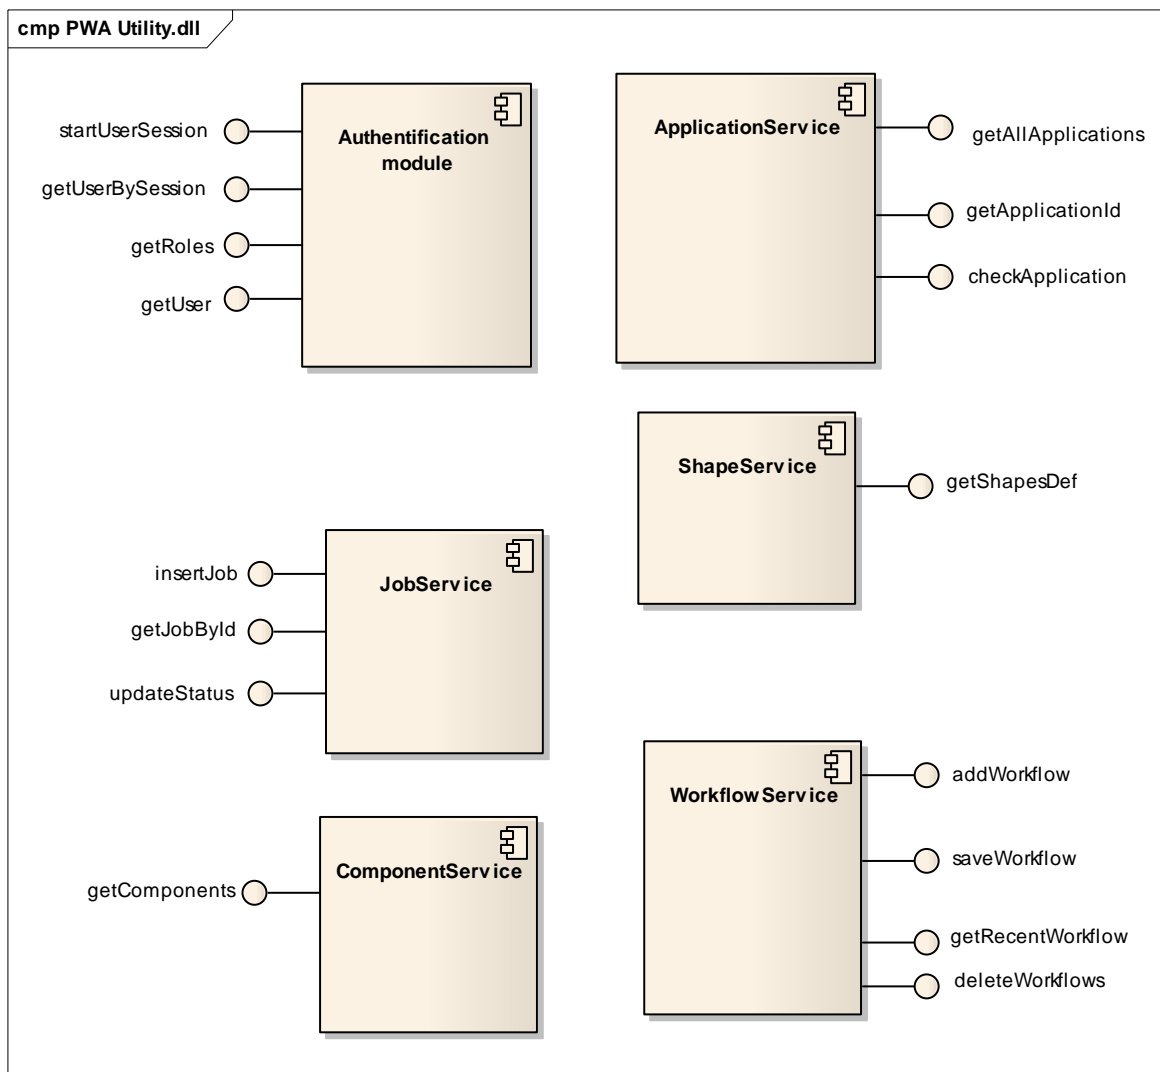 cmp PWA Utility.dll
startUserSession
getUserBySession
getRoles
getUser
Authentification
module
ApplicationService
getAllApplications
getApplicationId
checkApplication
ShapeService
getShapesDef
insertJob
getJobById
updateStatus
JobService
WorkflowService
addWorkflow
saveWorkflow
getRecentWorkflow
deleteWorkflows
getComponents
ComponentService